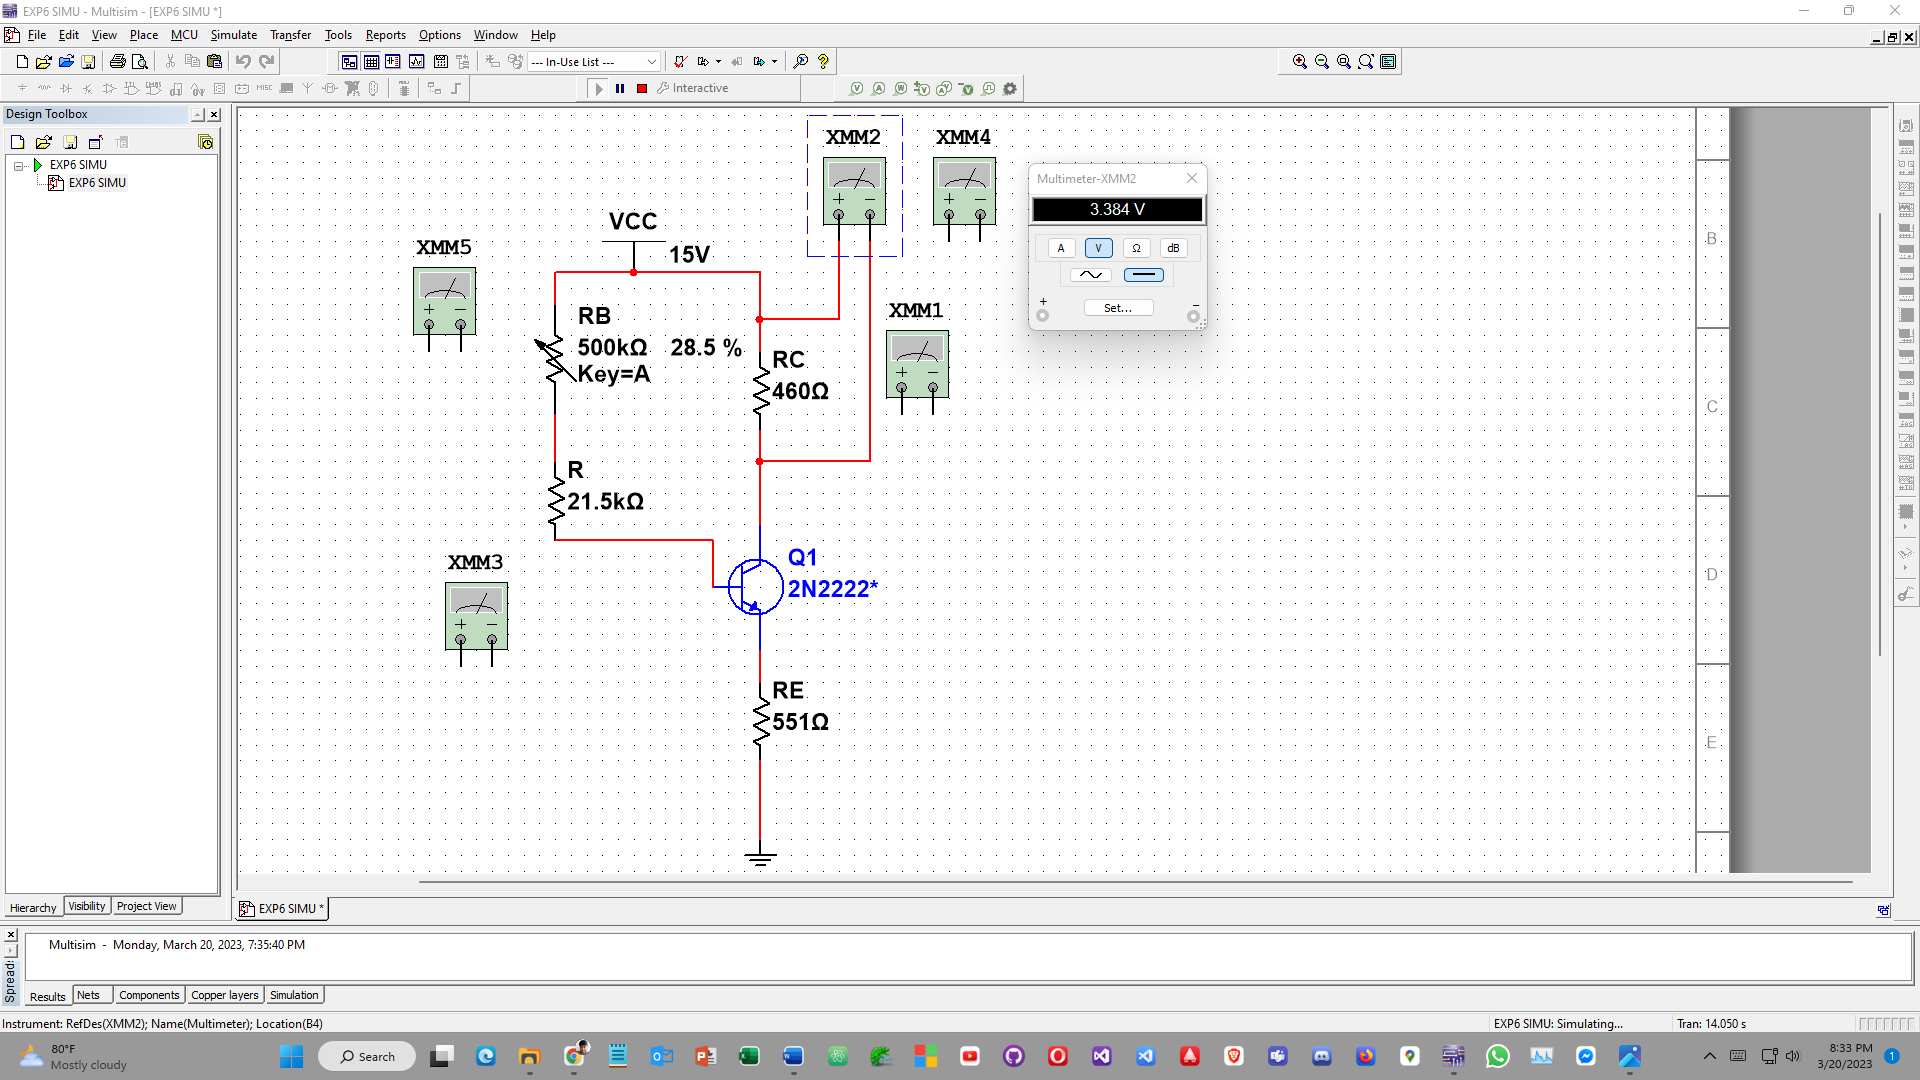 EXP6 SIMU - Multisim - [EXP6 SIMU *]
File Edit View Place MCU Simulate Transfer Tools Reports Options Window Help
--- In-Use List ---
Interactive
Design Toolbox
EXP6 SIMU
EXP6 SIMU
XMM2
XMM4
Multimeter-XMM2
3.384 V
A V Ω dB
Set...
+ −
VCC
15V
XMM5
XMM1
RB
500kΩ 28.5 %
Key=A
RC
460Ω
R
21.5kΩ
XMM3
Q1
2N2222*
RE
551Ω
B
C
D
E
Hierarchy Visibility Project View
EXP6 SIMU *
Multisim - Monday, March 20, 2023, 7:35:40 PM
Results Nets Components Copper layers Simulation
Instrument: RefDes(XMM2); Name(Multimeter); Location(B4)
EXP6 SIMU: Simulating...
Tran: 14.050 s
80°F
Mostly cloudy
Search
8:33 PM
3/20/2023
1